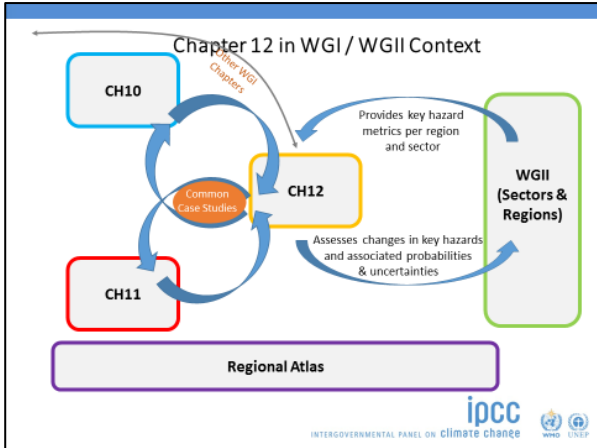 Chapter 12 in WGI / WGII Context
Other WGI
Chapters
CH10
Provides key hazard
metrics per region
and sector
WGII
(Sectors &
Regions)
CH12
Common
Case Studies
Assesses changes in key hazards
and associated probabilities
& uncertainties
CH11
Regional Atlas
ipcc
INTERGOVERNMENTAL PANEL ON climate change
WMO
UNEP